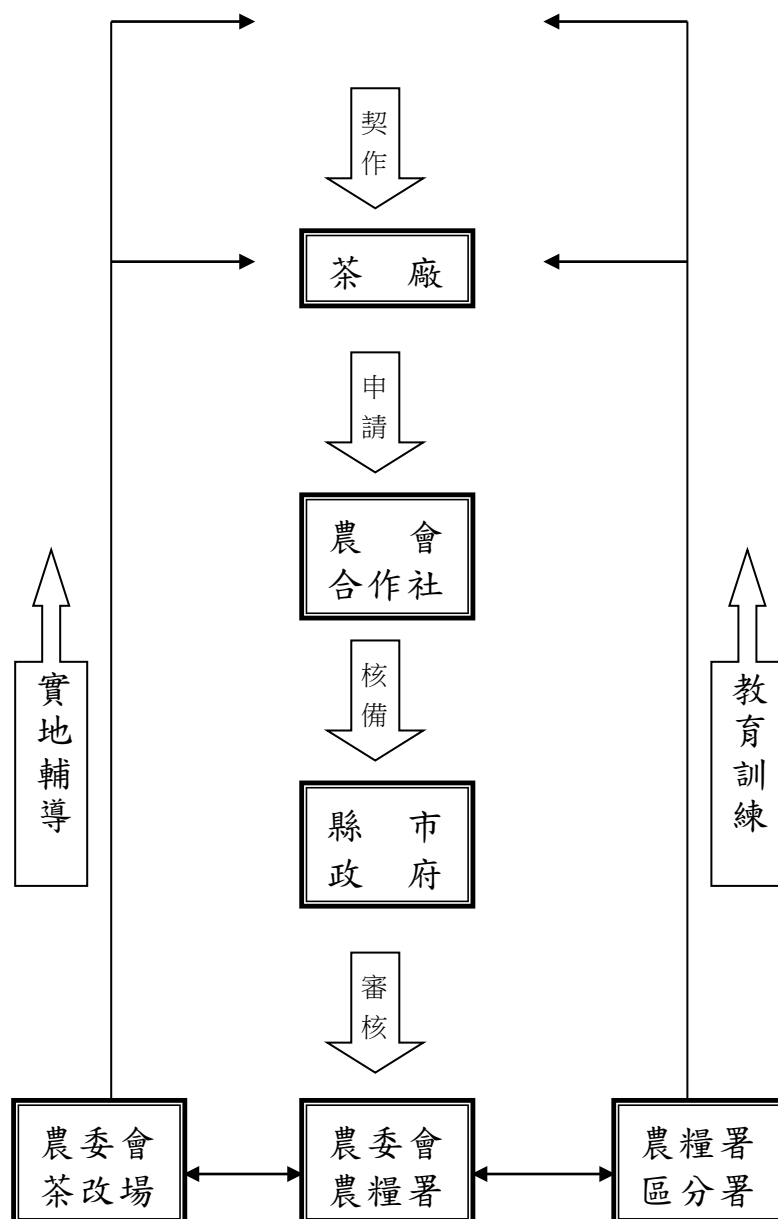 契作
茶 廠
申請
農 會
合作社
核備
縣 市
政 府
審核
實地輔導
教育訓練
農委會
茶改場
農委會
農糧署
農糧署
區分署